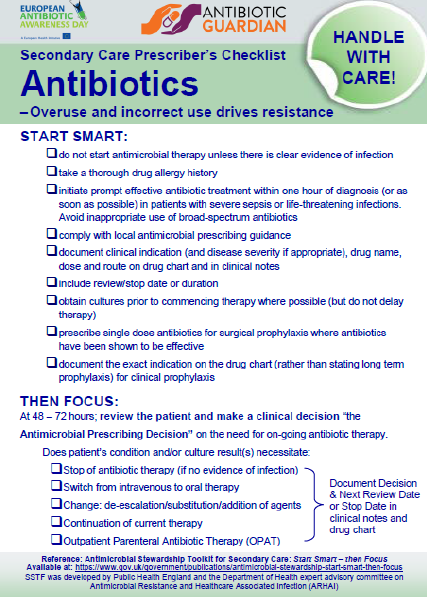 EUROPEAN
ANTIBIOTIC
AWARENESS DAY
A European Health Initiative
ANTIBIOTIC
GUARDIAN
HANDLE
WITH
CARE!
Secondary Care Prescriber's Checklist
Antibiotics
–Overuse and incorrect use drives resistance
START SMART:
do not start antimicrobial therapy unless there is clear evidence of infection
take a thorough drug allergy history
initiate prompt effective antibiotic treatment within one hour of diagnosis (or as
soon as possible) in patients with severe sepsis or life-threatening infections.
Avoid inappropriate use of broad-spectrum antibiotics
comply with local antimicrobial prescribing guidance
document clinical indication (and disease severity if appropriate), drug name,
dose and route on drug chart and in clinical notes
include review/stop date or duration
obtain cultures prior to commencing therapy where possible (but do not delay
therapy)
prescribe single dose antibiotics for surgical prophylaxis where antibiotics
have been shown to be effective
document the exact indication on the drug chart (rather than stating long term
prophylaxis) for clinical prophylaxis
THEN FOCUS:
At 48 – 72 hours; review the patient and make a clinical decision "the
Antimicrobial Prescribing Decision" on the need for on-going antibiotic therapy.
Does patient's condition and/or culture result(s) necessitate:
Stop of antibiotic therapy (if no evidence of infection)
Switch from intravenous to oral therapy
Change: de-escalation/substitution/addition of agents
Continuation of current therapy
Outpatient Parenteral Antibiotic Therapy (OPAT)
Document Decision
& Next Review Date
or Stop Date in
clinical notes and
drug chart
Reference: Antimicrobial Stewardship Toolkit for Secondary Care: Start Smart – then Focus
Available at: https://www.gov.uk/government/publications/antimicrobial-stewardship-start-smart-then-focus
SSTF was developed by Public Health England and the Department of Health expert advisory committee on
Antimicrobial Resistance and Healthcare Associated Infection (ARHAI)